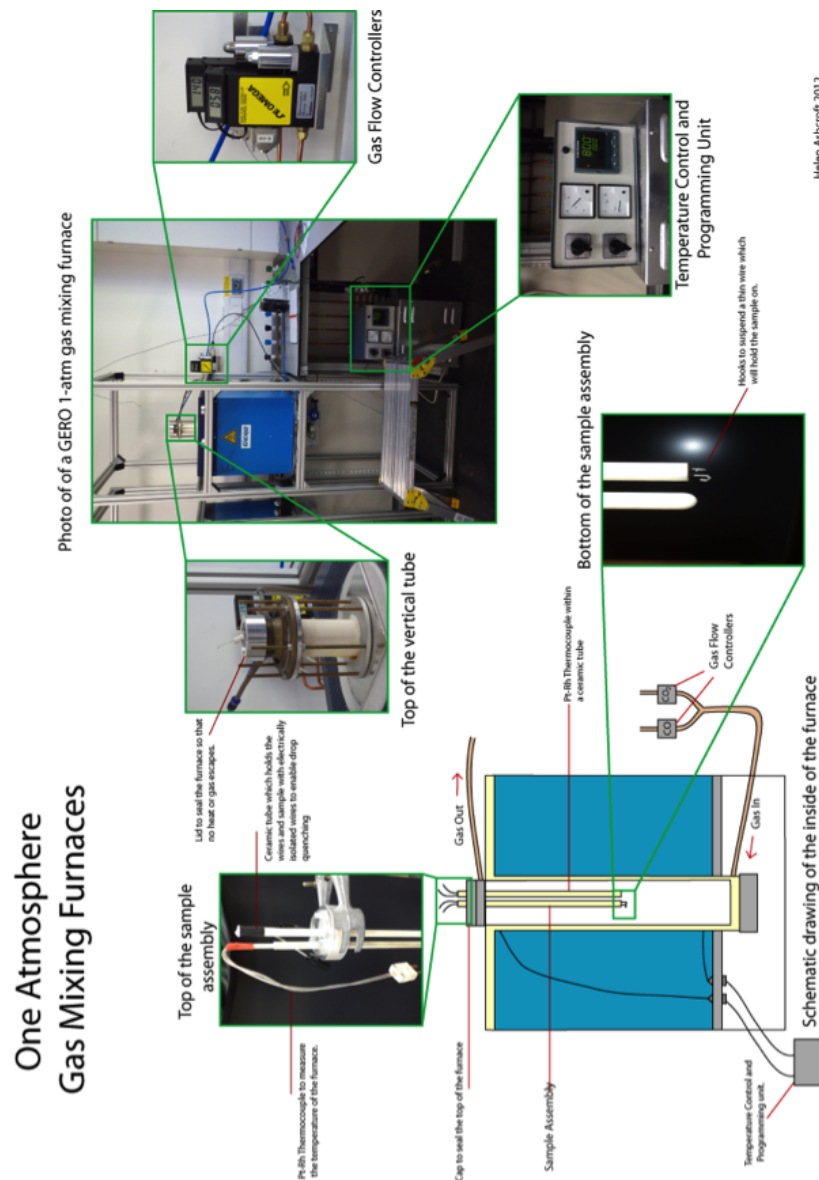 One Atmosphere
Gas Mixing Furnaces
Photo of of a GERO 1-atm gas mixing furnace
Gas Flow Controllers
OMEGA
GERO
Top of the vertical tube
Lid to seal the furnace so that
no heat or gas escapes.
Ceramic tube which holds the
wires and sample with electrically
isolated wires to enable drop
quenching
Top of the sample
assembly
Pt-Rh Thermocouple to measure
the temperature of the furnace.
Temperature Control and
Programming Unit
800
Cap to seal the top of the furnace
Sample Assembly
Gas Out
Pt-Rh Thermocouple within
a ceramic tube
Bottom of the sample assembly
Hooks to suspend a thin wire which
will hold the sample on.
Gas Flow
Controllers
CO
CO₂
Gas In
Temperature Control and
Programming unit.
Schematic drawing of the inside of the furnace
Helen Ashcroft 2012